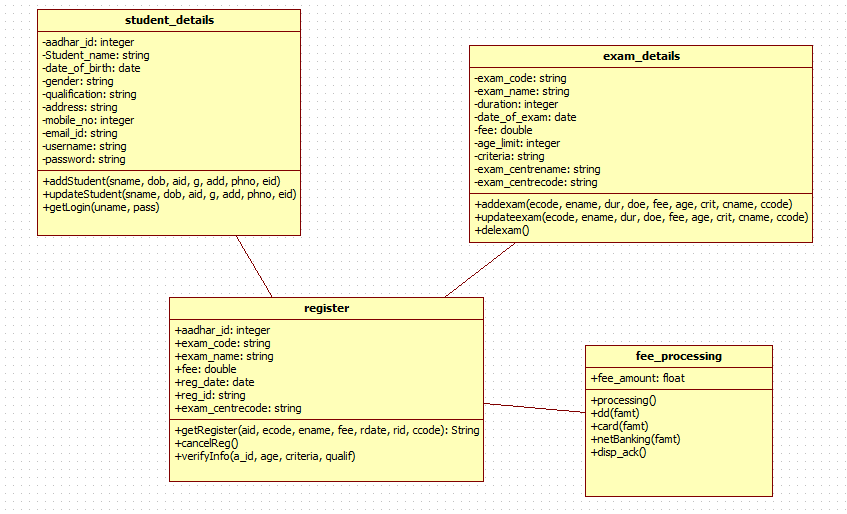 student_details
-aadhar_id: integer
-Student_name: string
-date_of_birth: date
-gender: string
-qualification: string
-address: string
-mobile_no: integer
-email_id: string
-username: string
-password: string
+addStudent(sname, dob, aid, g, add, phno, eid)
+updateStudent(sname, dob, aid, g, add, phno, eid)
+getLogin(uname, pass)
exam_details
-exam_code: string
-exam_name: string
-duration: integer
-date_of_exam: date
-fee: double
-age_limit: integer
-criteria: string
-exam_centrename: string
-exam_centrecode: string
+addexam(ecode, ename, dur, doe, fee, age, crit, cname, ccode)
+updateexam(ecode, ename, dur, doe, fee, age, crit, cname, ccode)
+delexam()
register
+aadhar_id: integer
+exam_code: string
+exam_name: string
+fee: double
+reg_date: date
+reg_id: string
+exam_centrecode: string
+getRegister(aid, ecode, ename, fee, rdate, rid, ccode): String
+cancelReg()
+verifyInfo(a_id, age, criteria, qualif)
fee_processing
+fee_amount: float
+processing()
+dd(famt)
+card(famt)
+netBanking(famt)
+disp_ack()